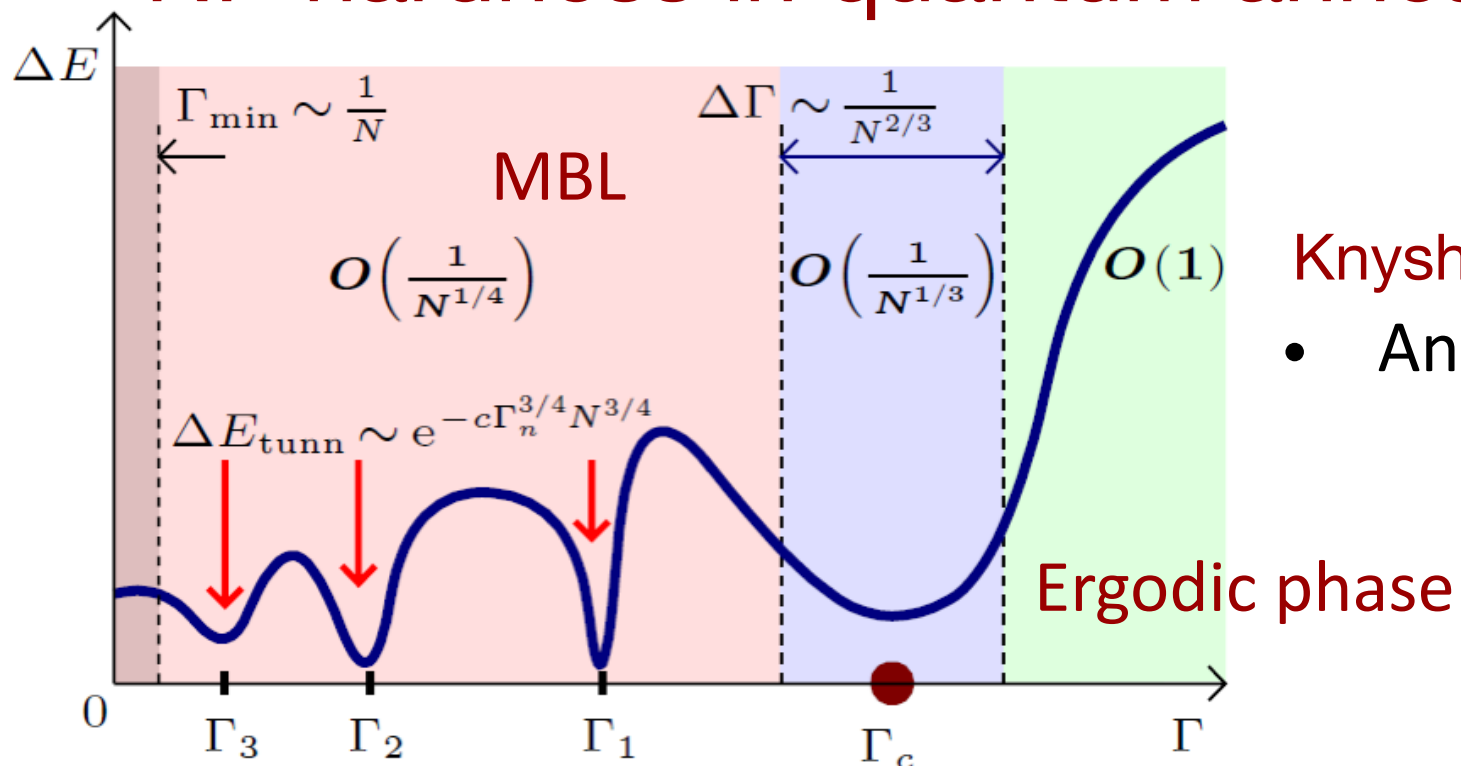 ΔE
Γ_min ∼ 1/N
ΔΓ ∼ 1/N^{2/3}
MBL
O(1/N^{1/4})
O(1/N^{1/3})
O(1)
Knysh
• An
ΔE_tunn ∼ e^{−cΓ_n^{3/4} N^{3/4}}
Ergodic phase
0
Γ_3
Γ_2
Γ_1
Γ_c
Γ